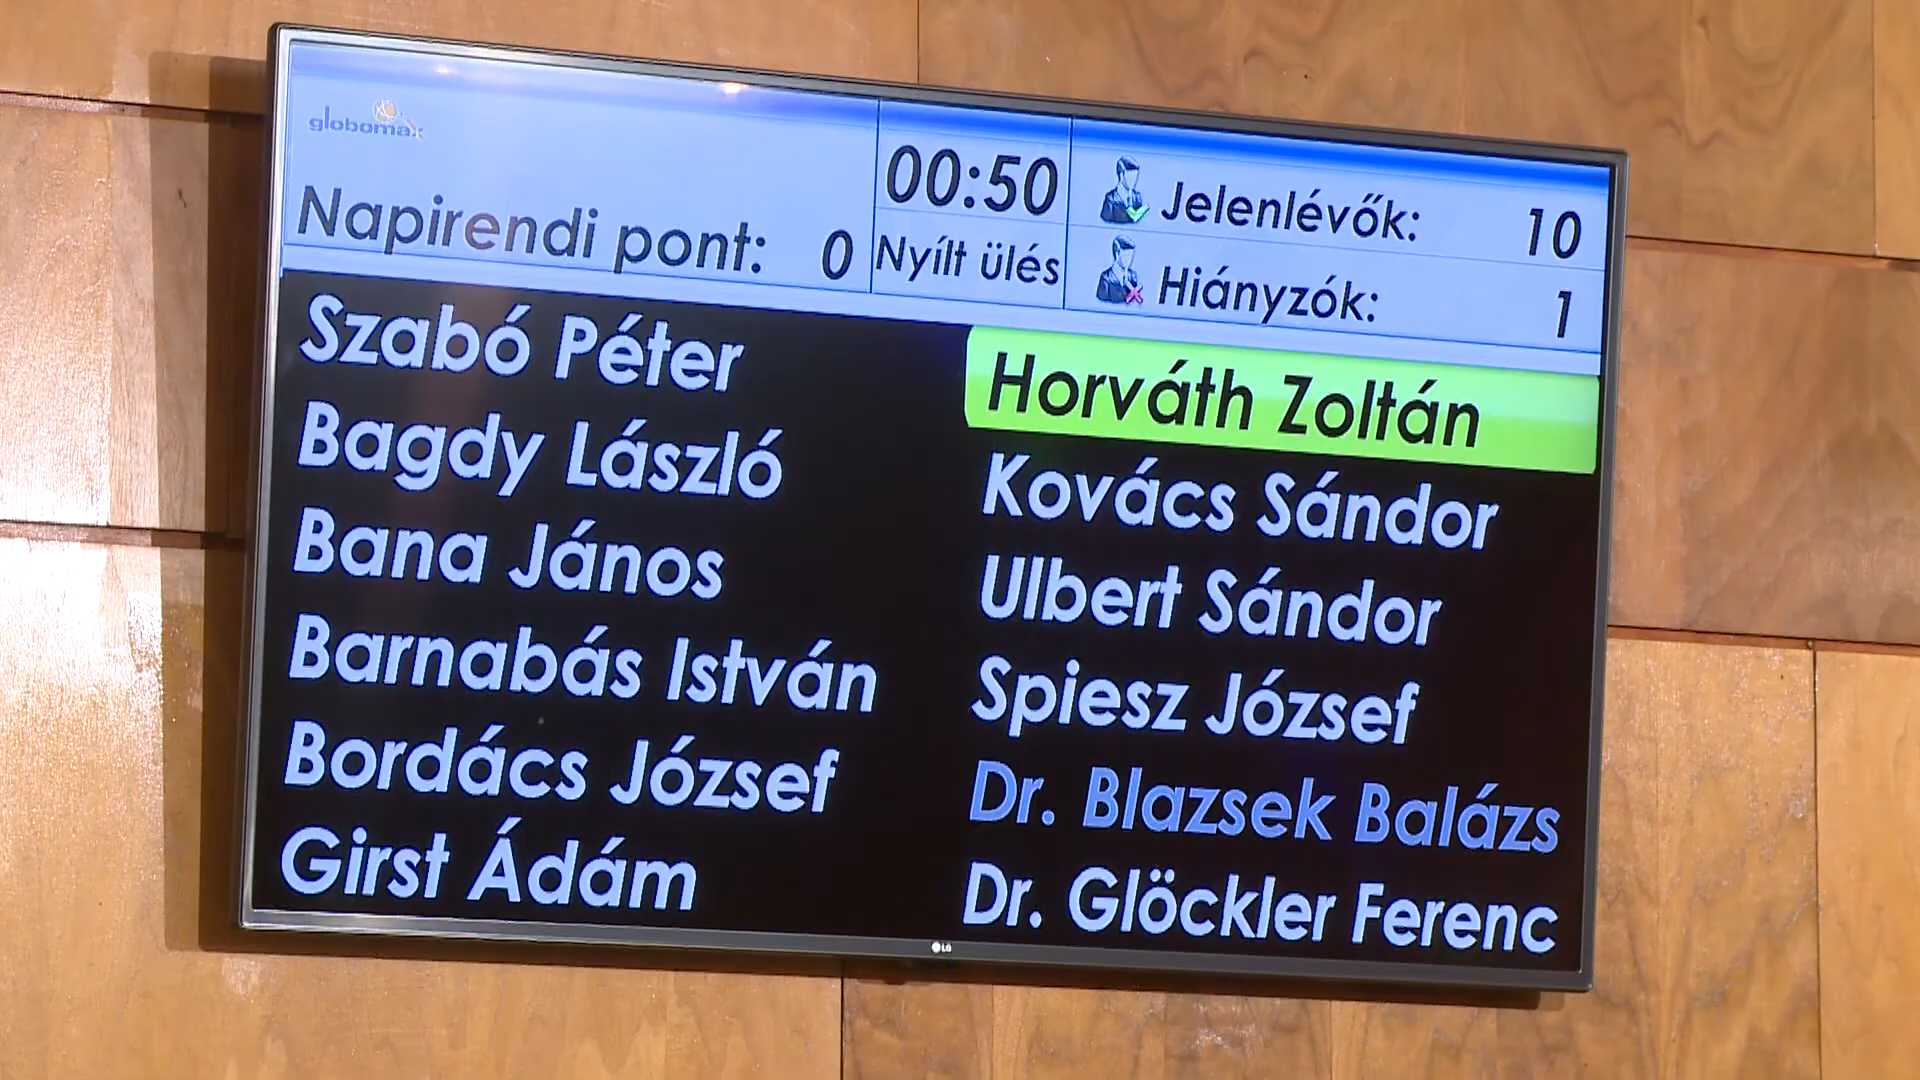 globomax
Napirendi pont: 0
00:50
Nyílt ülés
Jelenlévők: 10
Hiányzók: 1
Szabó Péter
Bagdy László
Bana János
Barnabás István
Bordács József
Girst Ádám
Horváth Zoltán
Kovács Sándor
Ulbert Sándor
Spiesz József
Dr. Blazsek Balázs
Dr. Glöckler Ferenc
LG